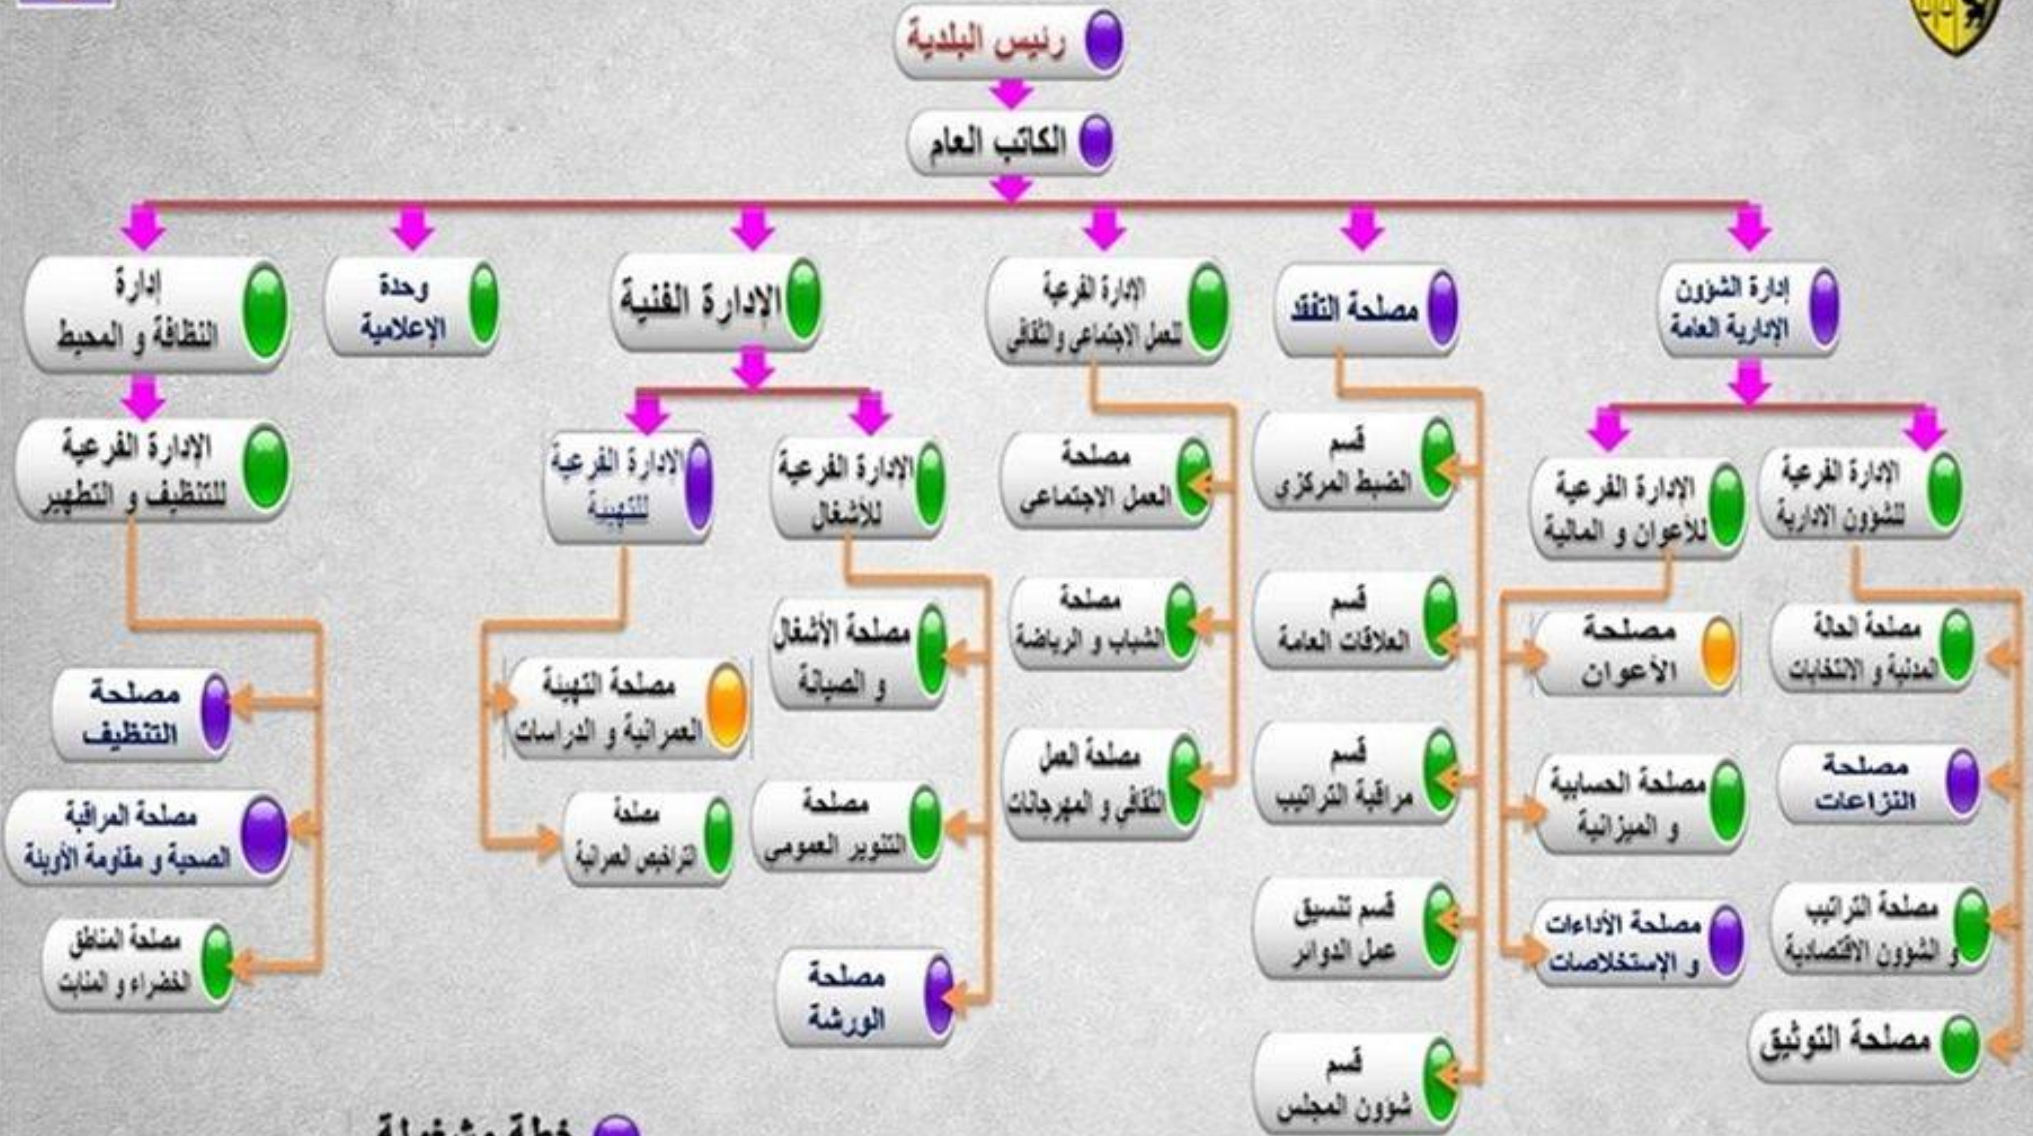 رئيس البلدية
الكاتب العام
إدارة الشؤون
الإدارية العامة
مصلحة التفقد
الإدارة الفرعية
للعمل الاجتماعي والثقافي
الإدارة الفنية
وحدة
الإعلامية
إدارة
النظافة و المحيط
الإدارة الفرعية
للشؤون الادارية
الإدارة الفرعية
للأعوان و المالية
الإدارة الفرعية
للأشغال
الإدارة الفرعية
للتهيئة
الإدارة الفرعية
للتنظيف و التطهير
مصلحة الحالة
المدنية و الانتخابات
مصلحة
النزاعات
مصلحة التراتيب
و الشؤون الاقتصادية
مصلحة التوثيق
مصلحة
الأعوان
مصلحة الحسابية
و الميزانية
مصلحة الأداءات
و الإستخلاصات
قسم
الضبط المركزي
قسم
العلاقات العامة
قسم
مراقبة التراتيب
قسم تنسيق
عمل الدوائر
قسم
شؤون المجلس
مصلحة
العمل الاجتماعي
مصلحة
الشباب و الرياضة
مصلحة العمل
الثقافي و المهرجانات
مصلحة الأشغال
و الصيانة
مصلحة
التنوير العمومي
مصلحة
الورشة
مصلحة التهيئة
العمرانية و الدراسات
مصلحة
التراخيص العمرانية
مصلحة
التنظيف
مصلحة المراقبة
الصحية و مقاومة الأوبئة
مصلحة المناطق
الخضراء و المنابت
خطة مشغولة